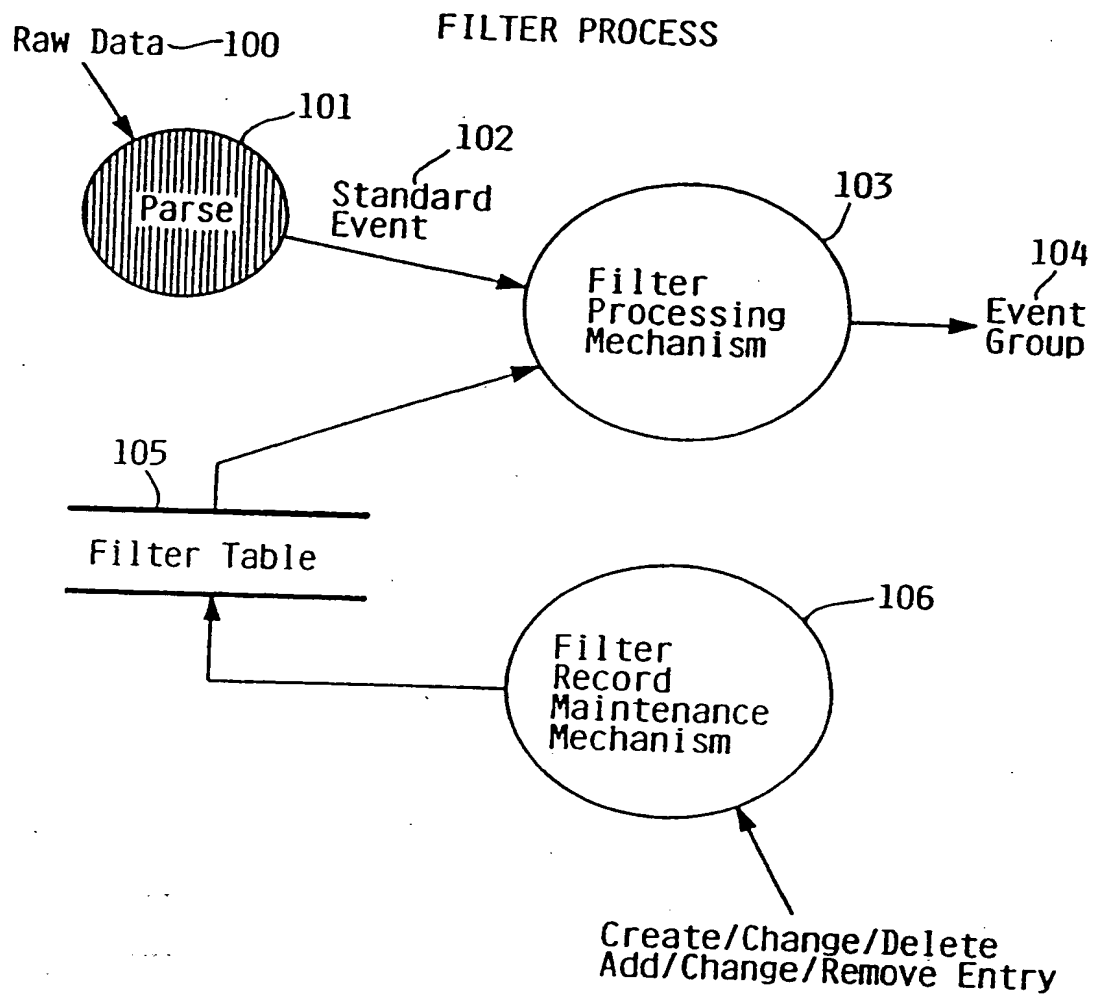 FILTER PROCESS
Raw Data 100
101
Parse
102
Standard
Event
103
Filter
Processing
Mechanism
104
Event
Group
105
Filter Table
106
Filter
Record
Maintenance
Mechanism
Create/Change/Delete
Add/Change/Remove Entry